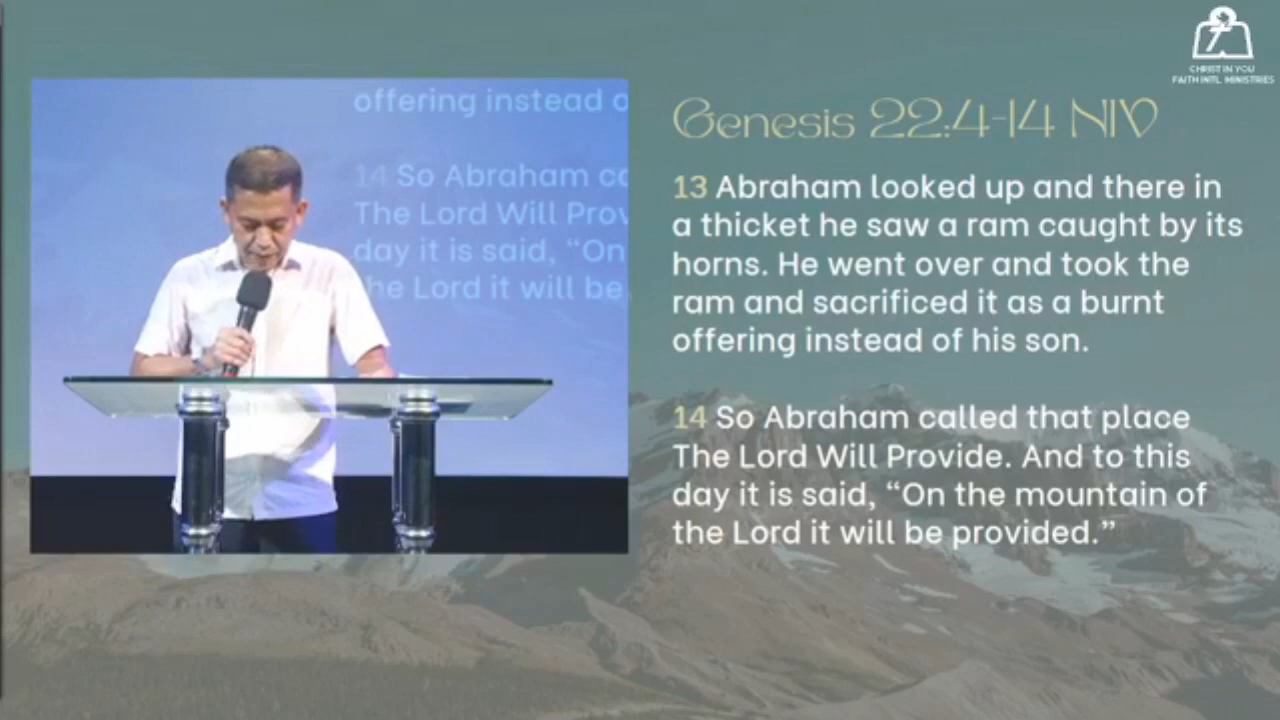 CHRIST IN YOU
FAITH INTL. MINISTRIES
offering instead o
14 So Abraham ca
The Lord Will Prov
day it is said, “On
the Lord it will be
Genesis 22:4-14 NIV
13 Abraham looked up and there in
a thicket he saw a ram caught by its
horns. He went over and took the
ram and sacrificed it as a burnt
offering instead of his son.
14 So Abraham called that place
The Lord Will Provide. And to this
day it is said, “On the mountain of
the Lord it will be provided.”